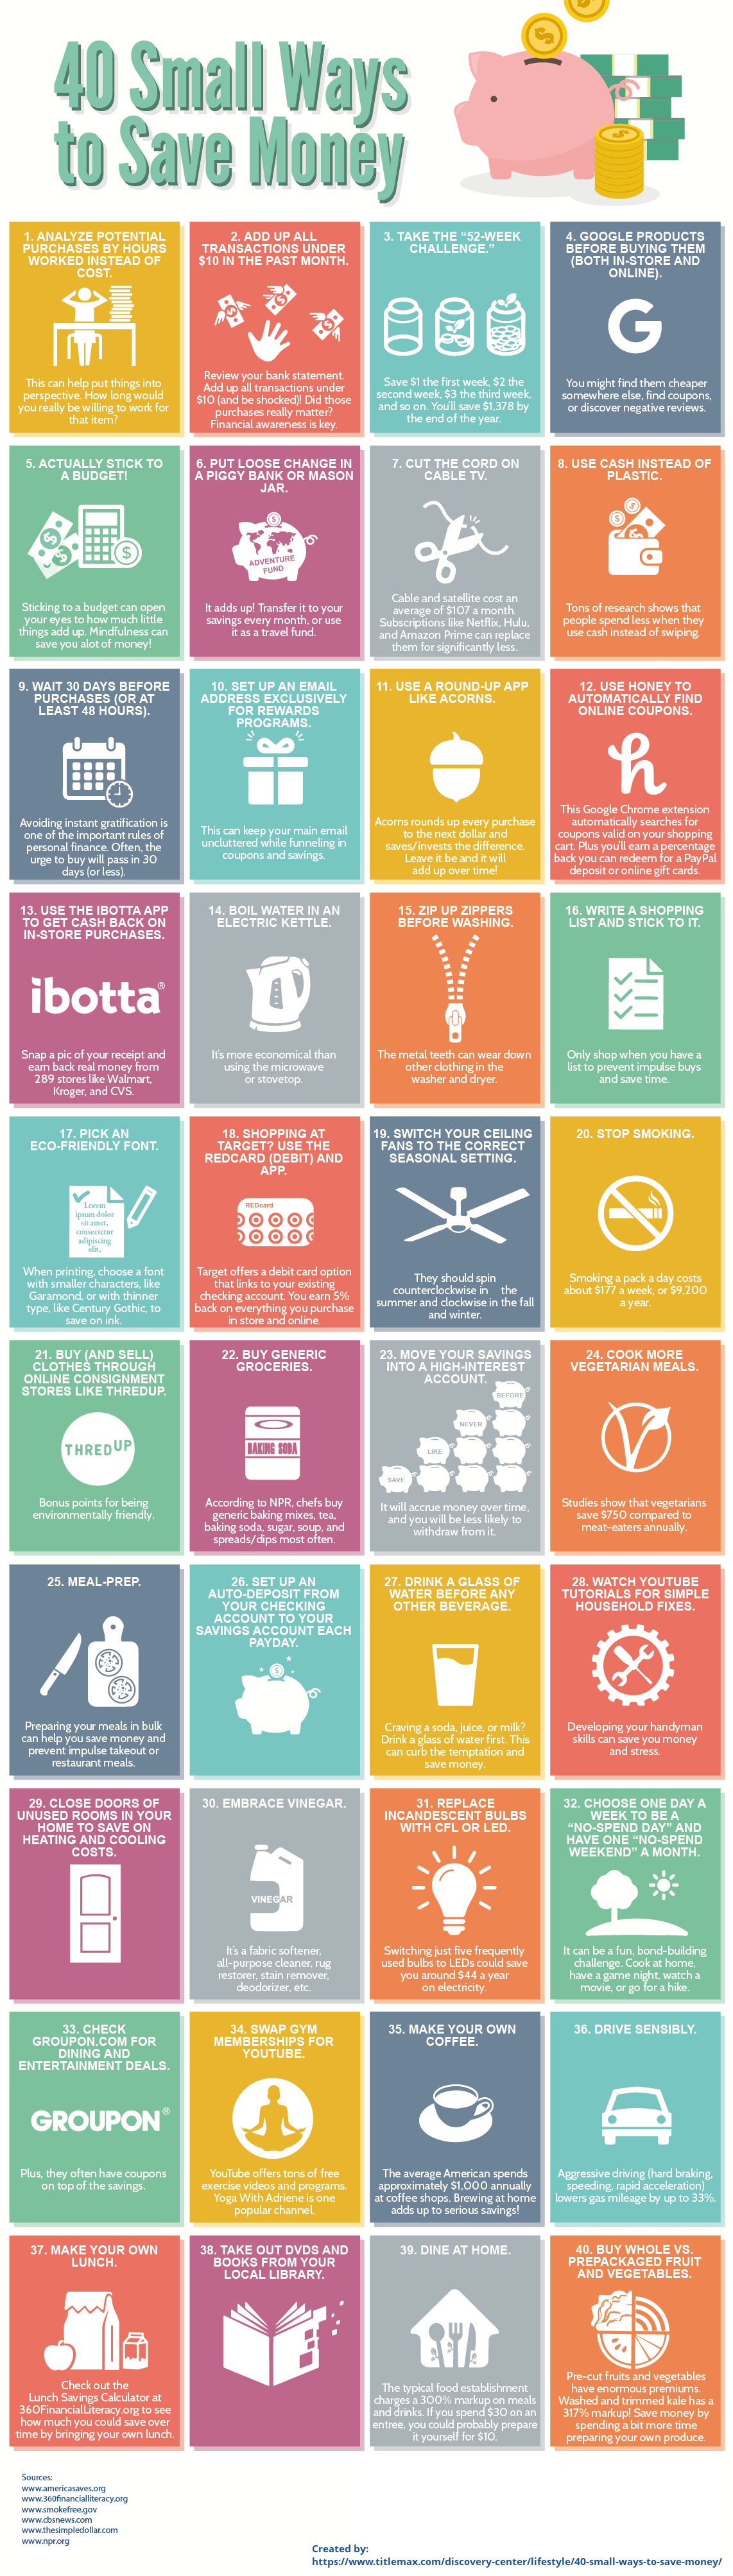 40 Small Ways
to Save Money
1. ANALYZE POTENTIAL
PURCHASES BY HOURS
WORKED INSTEAD OF
COST.
This can help put things into
perspective. How long would
you really be willing to work for
that item?
2. ADD UP ALL
TRANSACTIONS UNDER
$10 IN THE PAST MONTH.
Review your bank statement.
Add up all transactions under
$10 (and be shocked)! Did those
purchases really matter?
Financial awareness is key.
3. TAKE THE “52-WEEK
CHALLENGE.”
Save $1 the first week, $2 the
second week, $3 the third week,
and so on. You’ll save $1,378 by
the end of the year.
4. GOOGLE PRODUCTS
BEFORE BUYING THEM
(BOTH IN-STORE AND
ONLINE).
G
You might find them cheaper
somewhere else, find coupons,
or discover negative reviews.
5. ACTUALLY STICK TO
A BUDGET!
Sticking to a budget can open
your eyes to how much little
things add up. Mindfulness can
save you alot of money!
6. PUT LOOSE CHANGE IN
A PIGGY BANK OR MASON
JAR.
ADVENTURE
FUND
It adds up! Transfer it to your
savings every month, or use
it as a travel fund.
7. CUT THE CORD ON
CABLE TV.
Cable and satellite cost an
average of $107 a month.
Subscriptions like Netflix, Hulu,
and Amazon Prime can replace
them for significantly less.
8. USE CASH INSTEAD OF
PLASTIC.
Tons of research shows that
people spend less when they
use cash instead of swiping.
9. WAIT 30 DAYS BEFORE
PURCHASES (OR AT
LEAST 48 HOURS).
Avoiding instant gratification is
one of the important rules of
personal finance. Often, the
urge to buy will pass in 30
days (or less).
10. SET UP AN EMAIL
ADDRESS EXCLUSIVELY
FOR REWARDS
PROGRAMS.
This can keep your main email
uncluttered while funneling in
coupons and savings.
11. USE A ROUND-UP APP
LIKE ACORNS.
Acorns rounds up every purchase
to the next dollar and
saves/invests the difference.
Leave it be and it will
add up over time!
12. USE HONEY TO
AUTOMATICALLY FIND
ONLINE COUPONS.
h
This Google Chrome extension
automatically searches for
coupons valid on your shopping
cart. Plus you’ll earn a percentage
back you can redeem for a PayPal
deposit or online gift cards.
13. USE THE IBOTTA APP
TO GET CASH BACK ON
IN-STORE PURCHASES.
ibotta®
Snap a pic of your receipt and
earn back real money from
289 stores like Walmart,
Kroger, and CVS.
14. BOIL WATER IN AN
ELECTRIC KETTLE.
It’s more economical than
using the microwave
or stovetop.
15. ZIP UP ZIPPERS
BEFORE WASHING.
The metal teeth can wear down
other clothing in the
washer and dryer.
16. WRITE A SHOPPING
LIST AND STICK TO IT.
Only shop when you have a
list to prevent impulse buys
and save time.
17. PICK AN
ECO-FRIENDLY FONT.
Lorem
ipsum dolor
sit amet,
consectetur
adipiscing
elit,
When printing, choose a font
with smaller characters, like
Garamond, or with thinner
type, like Century Gothic, to
save on ink.
18. SHOPPING AT
TARGET? USE THE
REDCARD (DEBIT) AND
APP.
REDcard
Target offers a debit card option
that links to your existing
checking account. You earn 5%
back on everything you purchase
in store and online.
19. SWITCH YOUR CEILING
FANS TO THE CORRECT
SEASONAL SETTING.
They should spin
counterclockwise in the
summer and clockwise in the fall
and winter.
20. STOP SMOKING.
Smoking a pack a day costs
about $177 a week, or $9,200
a year.
21. BUY (AND SELL)
CLOTHES THROUGH
ONLINE CONSIGNMENT
STORES LIKE THREDUP.
THRED UP
Bonus points for being
environmentally friendly.
22. BUY GENERIC
GROCERIES.
BAKING SODA
According to NPR, chefs buy
generic baking mixes, tea,
baking soda, sugar, soup, and
spreads/dips most often.
23. MOVE YOUR SAVINGS
INTO A HIGH-INTEREST
ACCOUNT.
BEFORE
NEVER
LIKE
SAVE
It will accrue money over time,
and you will be less likely to
withdraw from it.
24. COOK MORE
VEGETARIAN MEALS.
Studies show that vegetarians
save $750 compared to
meat-eaters annually.
25. MEAL-PREP.
Preparing your meals in bulk
can help you save money and
prevent impulse takeout or
restaurant meals.
26. SET UP AN
AUTO-DEPOSIT FROM
YOUR CHECKING
ACCOUNT TO YOUR
SAVINGS ACCOUNT EACH
PAYDAY.
27. DRINK A GLASS OF
WATER BEFORE ANY
OTHER BEVERAGE.
Craving a soda, juice, or milk?
Drink a glass of water first. This
can curb the temptation and
save money.
28. WATCH YOUTUBE
TUTORIALS FOR SIMPLE
HOUSEHOLD FIXES.
Developing your handyman
skills can save you money
and stress.
29. CLOSE DOORS OF
UNUSED ROOMS IN YOUR
HOME TO SAVE ON
HEATING AND COOLING
COSTS.
30. EMBRACE VINEGAR.
VINEGAR
It’s a fabric softener,
all-purpose cleaner, rug
restorer, stain remover,
deodorizer, etc.
31. REPLACE
INCANDESCENT BULBS
WITH CFL OR LED.
Switching just five frequently
used bulbs to LEDs could save
you around $44 a year
on electricity.
32. CHOOSE ONE DAY A
WEEK TO BE A
“NO-SPEND DAY” AND
HAVE ONE “NO-SPEND
WEEKEND” A MONTH.
It can be a fun, bond-building
challenge. Cook at home,
have a game night, watch a
movie, or go for a hike.
33. CHECK
GROUPON.COM FOR
DINING AND
ENTERTAINMENT DEALS.
GROUPON®
Plus, they often have coupons
on top of the savings.
34. SWAP GYM
MEMBERSHIPS FOR
YOUTUBE.
YouTube offers tons of free
exercise videos and programs.
Yoga With Adriene is one
popular channel.
35. MAKE YOUR OWN
COFFEE.
The average American spends
approximately $1,000 annually
at coffee shops. Brewing at home
adds up to serious savings!
36. DRIVE SENSIBLY.
Aggressive driving (hard braking,
speeding, rapid acceleration)
lowers gas mileage by up to 33%.
37. MAKE YOUR OWN
LUNCH.
Check out the
Lunch Savings Calculator at
360FinancialLiteracy.org to see
how much you could save over
time by bringing your own lunch.
38. TAKE OUT DVDS AND
BOOKS FROM YOUR
LOCAL LIBRARY.
39. DINE AT HOME.
The typical food establishment
charges a 300% markup on meals
and drinks. If you spend $30 on an
entree, you could probably prepare
it yourself for $10.
40. BUY WHOLE VS.
PREPACKAGED FRUIT
AND VEGETABLES.
Pre-cut fruits and vegetables
have enormous premiums.
Washed and trimmed kale has a
317% markup! Save money by
spending a bit more time
preparing your own produce.
Sources:
www.americasaves.org
www.360financialliteracy.org
www.smokefree.gov
www.cbsnews.com
www.thesimpledollar.com
www.npr.org
Created by:
https://www.titlemax.com/discovery-center/lifestyle/40-small-ways-to-save-money/